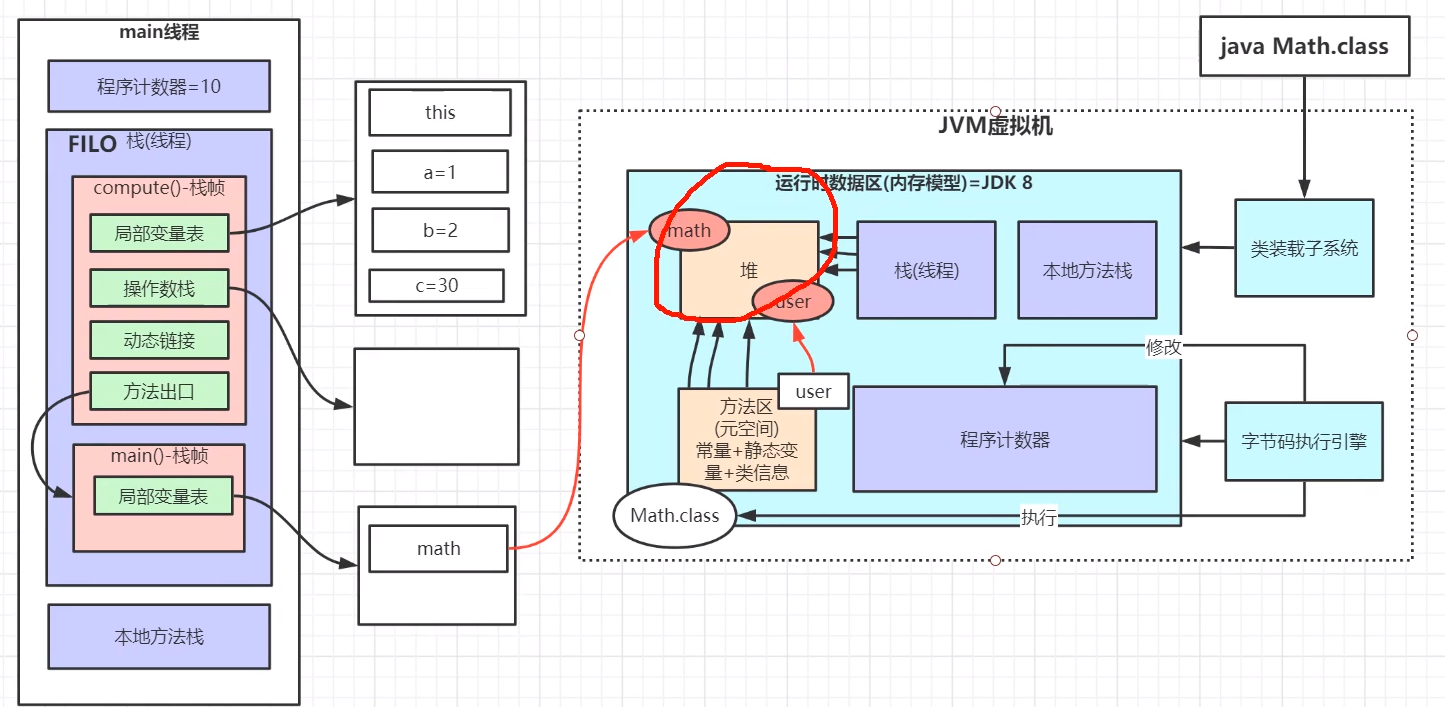 main线程
程序计数器=10
FILO 栈(线程)
compute()-栈帧
局部变量表
操作数栈
动态链接
方法出口
main()-栈帧
局部变量表
本地方法栈
this
a=1
b=2
c=30
math
java Math.class
JVM虚拟机
运行时数据区(内存模型)=JDK 8
math
堆
user
栈(线程)
本地方法栈
类装载子系统
修改
user
方法区
(元空间)
常量+静态变
量+类信息
程序计数器
字节码执行引擎
Math.class
执行